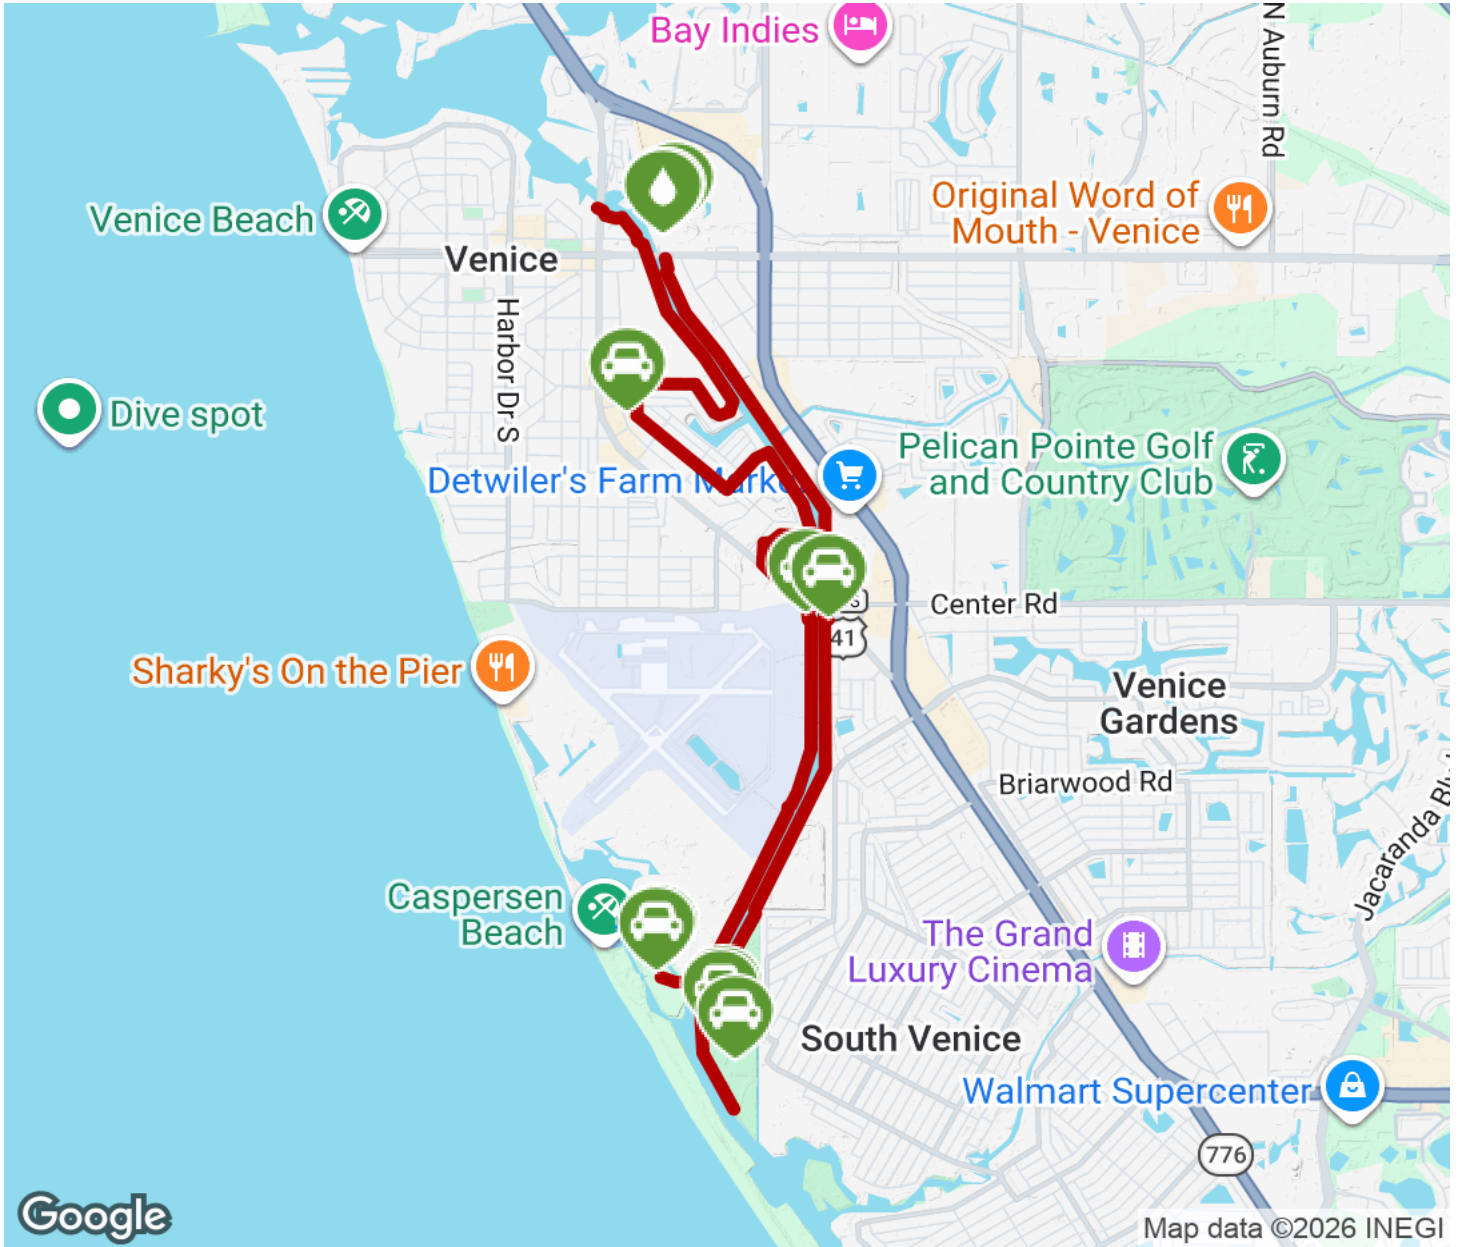 Bay Indies
N Auburn Rd
Venice Beach
Original Word of
Mouth - Venice
Venice
Harbor Dr S
Dive spot
Pelican Pointe Golf
and Country Club
Detwiler's Farm
Center Rd
41
Sharky's On the Pier
Venice
Gardens
Briarwood Rd
Jacaranda
Caspersen
Beach
The Grand
Luxury Cinema
South Venice
Walmart Supercenter
776
Google
Map data ©2026 INEGI